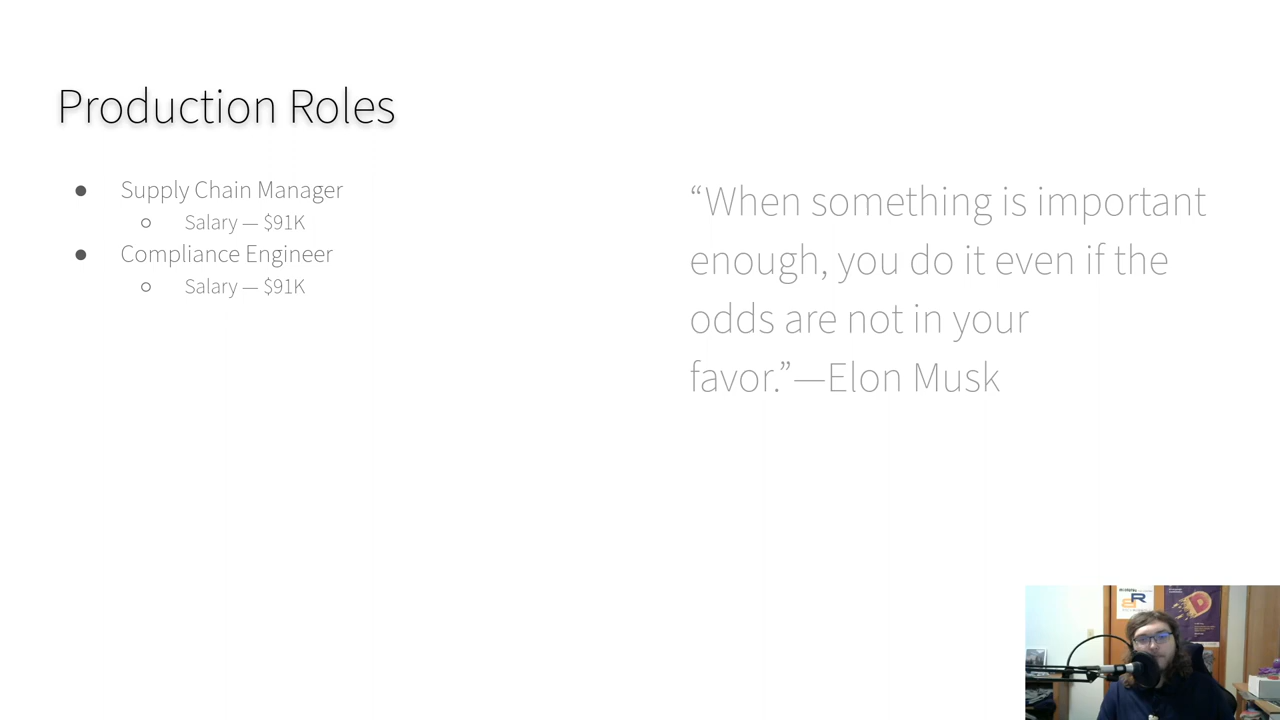 Production Roles
● Supply Chain Manager
○ Salary — $91K
● Compliance Engineer
○ Salary — $91K
“When something is important
enough, you do it even if the
odds are not in your
favor.”—Elon Musk